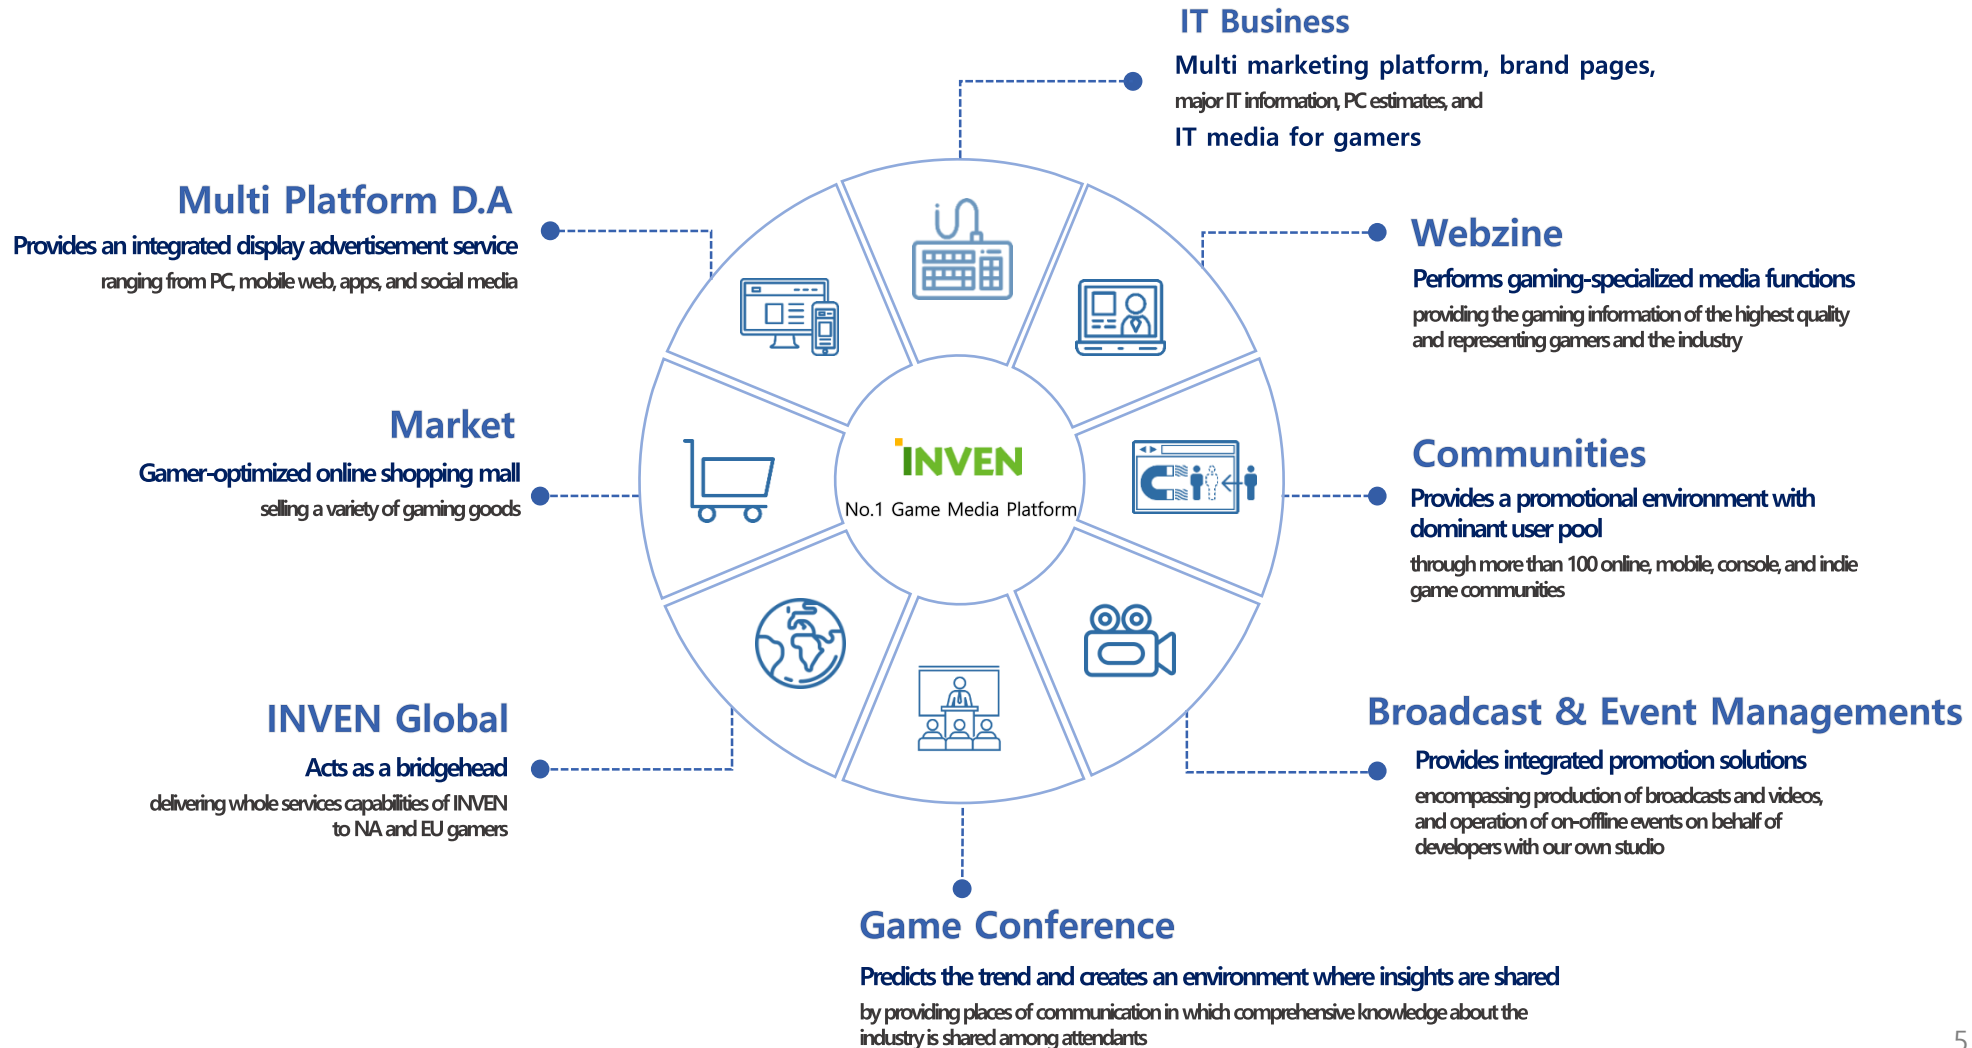 IT Business
Multi marketing platform, brand pages,
major IT information, PC estimates, and
IT media for gamers
Multi Platform D.A
Provides an integrated display advertisement service
ranging from PC, mobile web, apps, and social media
Webzine
Performs gaming-specialized media functions
providing the gaming information of the highest quality
and representing gamers and the industry
Market
Gamer-optimized online shopping mall
selling a variety of gaming goods
INVEN
No.1 Game Media Platform
Communities
Provides a promotional environment with
dominant user pool
through more than 100 online, mobile, console, and indie
game communities
INVEN Global
Acts as a bridgehead
delivering whole services capabilities of INVEN
to NA and EU gamers
Broadcast & Event Managements
Provides integrated promotion solutions
encompassing production of broadcasts and videos,
and operation of on-offline events on behalf of
developers with our own studio
Game Conference
Predicts the trend and creates an environment where insights are shared
by providing places of communication in which comprehensive knowledge about the
industry is shared among attendants
5